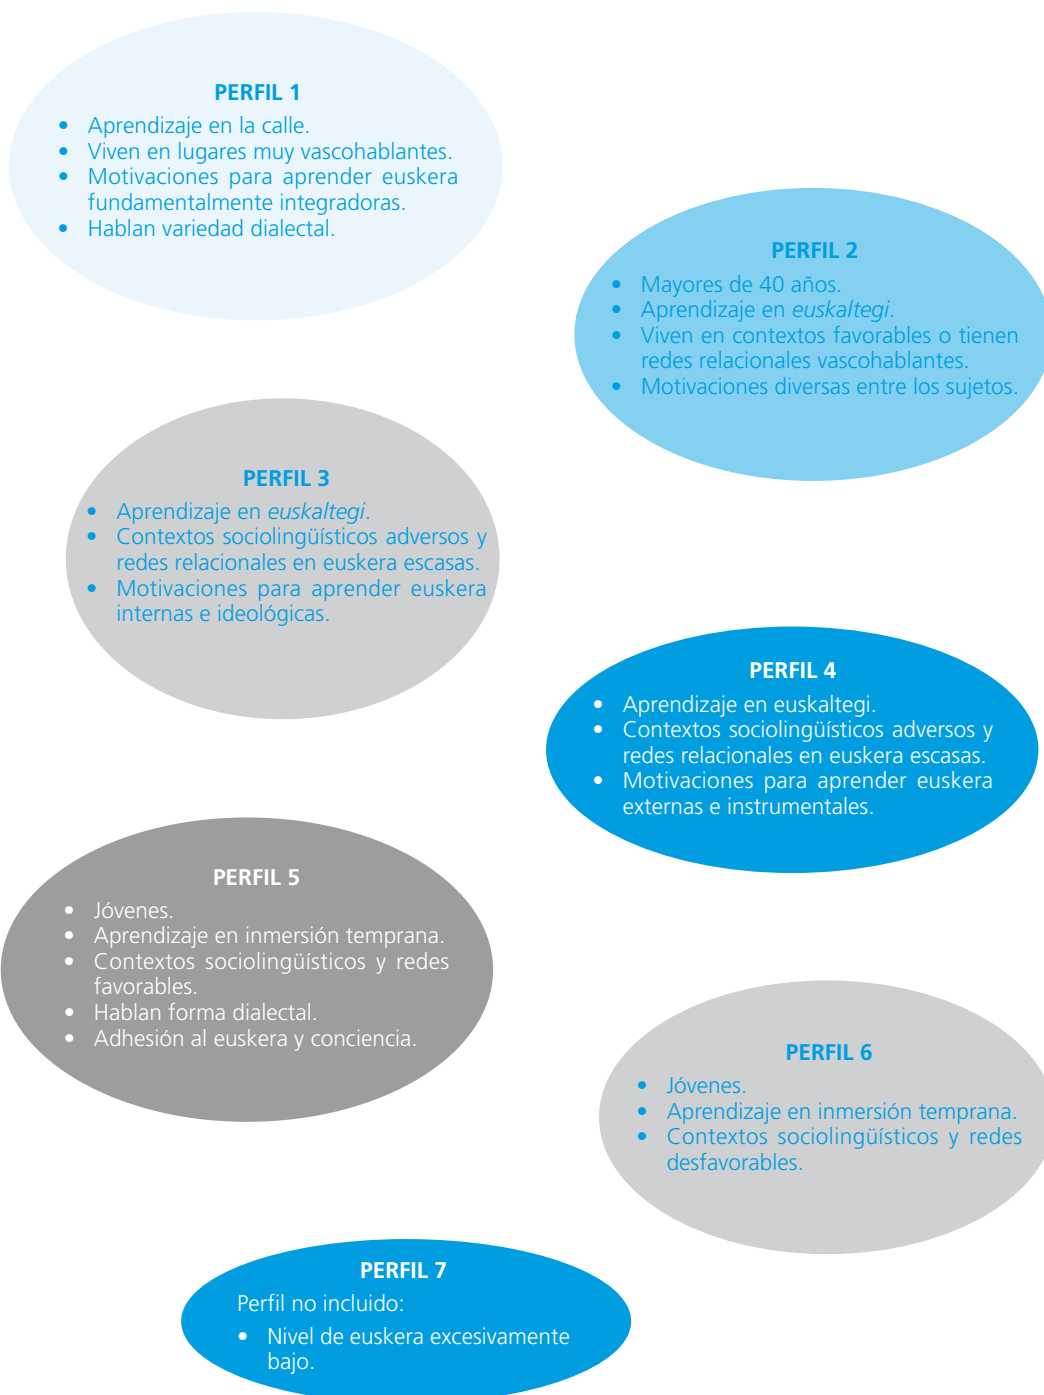 PERFIL 1
• Aprendizaje en la calle.
• Viven en lugares muy vascohablantes.
• Motivaciones para aprender euskera
fundamentalmente integradoras.
• Hablan variedad dialectal.
PERFIL 2
• Mayores de 40 años.
• Aprendizaje en euskaltegi.
• Viven en contextos favorables o tienen
redes relacionales vascohablantes.
• Motivaciones diversas entre los sujetos.
PERFIL 3
• Aprendizaje en euskaltegi.
• Contextos sociolingüísticos adversos y
redes relacionales en euskera escasas.
• Motivaciones para aprender euskera
internas e ideológicas.
PERFIL 4
• Aprendizaje en euskaltegi.
• Contextos sociolingüísticos adversos y
redes relacionales en euskera escasas.
• Motivaciones para aprender euskera
externas e instrumentales.
PERFIL 5
• Jóvenes.
• Aprendizaje en inmersión temprana.
• Contextos sociolingüísticos y redes
favorables.
• Hablan forma dialectal.
• Adhesión al euskera y conciencia.
PERFIL 6
• Jóvenes.
• Aprendizaje en inmersión temprana.
• Contextos sociolingüísticos y redes
desfavorables.
PERFIL 7
Perfil no incluido:
• Nivel de euskera excesivamente
bajo.